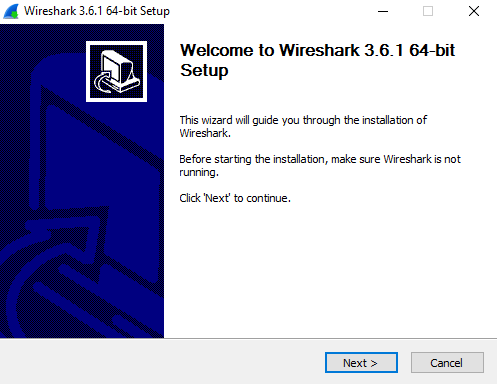 Wireshark 3.6.1 64-bit Setup
Welcome to Wireshark 3.6.1 64-bit
Setup
This wizard will guide you through the installation of
Wireshark.
Before starting the installation, make sure Wireshark is not
running.
Click 'Next' to continue.
Next >
Cancel